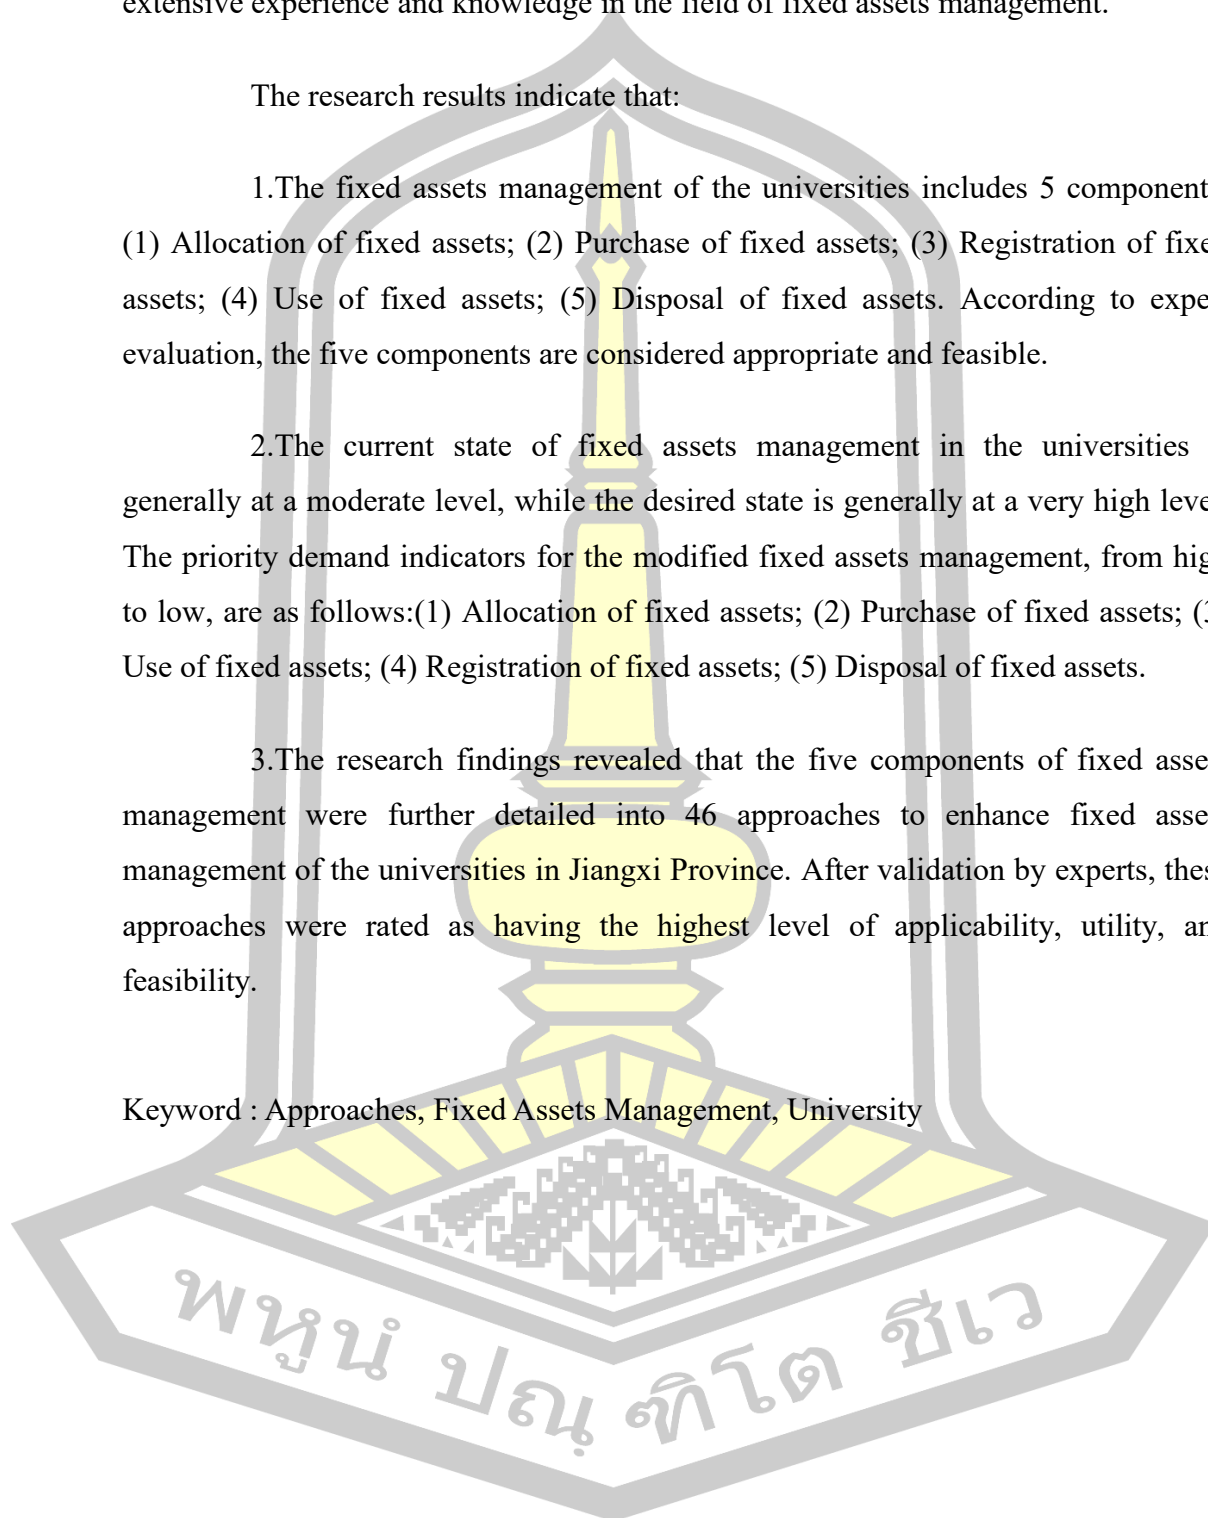 extensive experience and knowledge in the field of fixed assets management.
The research results indicate that:
1.The fixed assets management of the universities includes 5 component
(1) Allocation of fixed assets; (2) Purchase of fixed assets; (3) Registration of fixe
assets; (4) Use of fixed assets; (5) Disposal of fixed assets. According to expe
evaluation, the five components are considered appropriate and feasible.
2.The current state of fixed assets management in the universities
generally at a moderate level, while the desired state is generally at a very high leve
The priority demand indicators for the modified fixed assets management, from hig
to low, are as follows:(1) Allocation of fixed assets; (2) Purchase of fixed assets; (3
Use of fixed assets; (4) Registration of fixed assets; (5) Disposal of fixed assets.
3.The research findings revealed that the five components of fixed asse
management were further detailed into 46 approaches to enhance fixed asse
management of the universities in Jiangxi Province. After validation by experts, thes
approaches were rated as having the highest level of applicability, utility, an
feasibility.
Keyword : Approaches, Fixed Assets Management, University
พหูนํ ปณฺฑิโต ชีเว